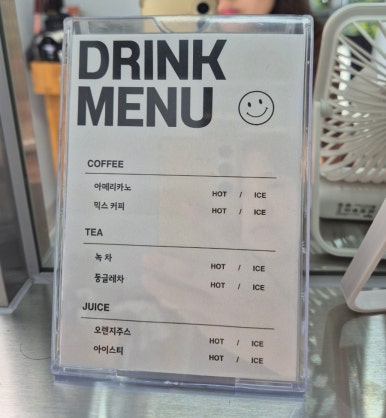 DRINK
MENU
COFFEE
아메리카노 HOT / ICE
믹스 커피 HOT / ICE
TEA
녹 차 HOT / ICE
둥글레차 HOT / ICE
JUICE
오렌지주스 HOT / ICE
아이스티 HOT / ICE